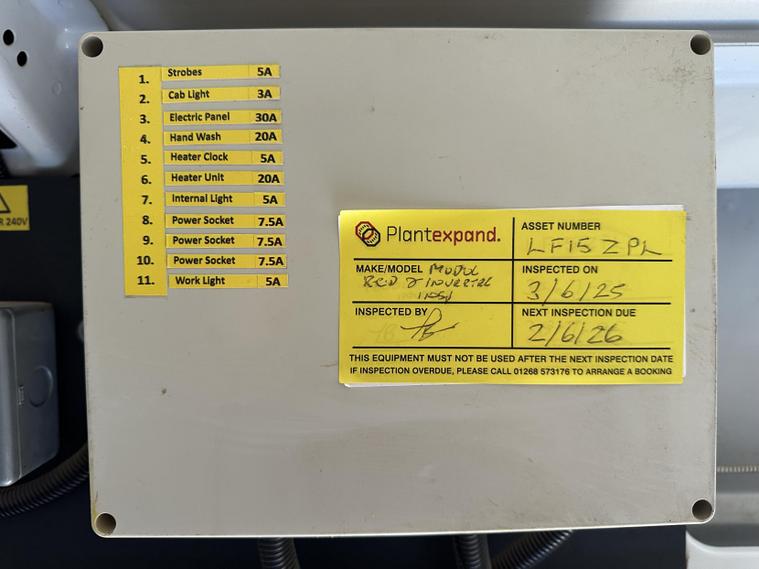 1. Strobes 5A
2. Cab Light 3A
3. Electric Panel 30A
4. Hand Wash 20A
5. Heater Clock 5A
6. Heater Unit 20A
7. Internal Light 5A
8. Power Socket 7.5A
9. Power Socket 7.5A
10. Power Socket 7.5A
11. Work Light 5A
R 240V
Plantexpand.
ASSET NUMBER
LF15 ZPL
MAKE/MODEL
RCD & INVERTER
110V
INSPECTED ON
3/6/25
INSPECTED BY
NEXT INSPECTION DUE
2/6/26
THIS EQUIPMENT MUST NOT BE USED AFTER THE NEXT INSPECTION DATE
IF INSPECTION OVERDUE, PLEASE CALL 01268 573176 TO ARRANGE A BOOKING